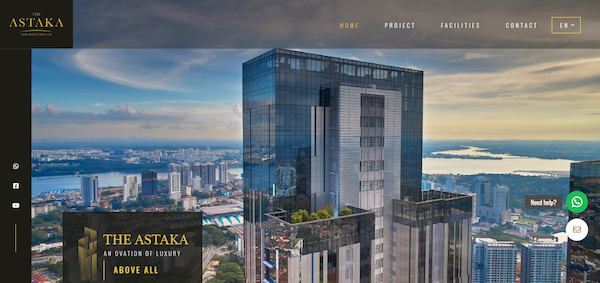 THE
ASTAKA
HOME
PROJECT
FACILITIES
CONTACT
EN
Need help?
THE ASTAKA
AN OVATION OF LUXURY
ABOVE ALL